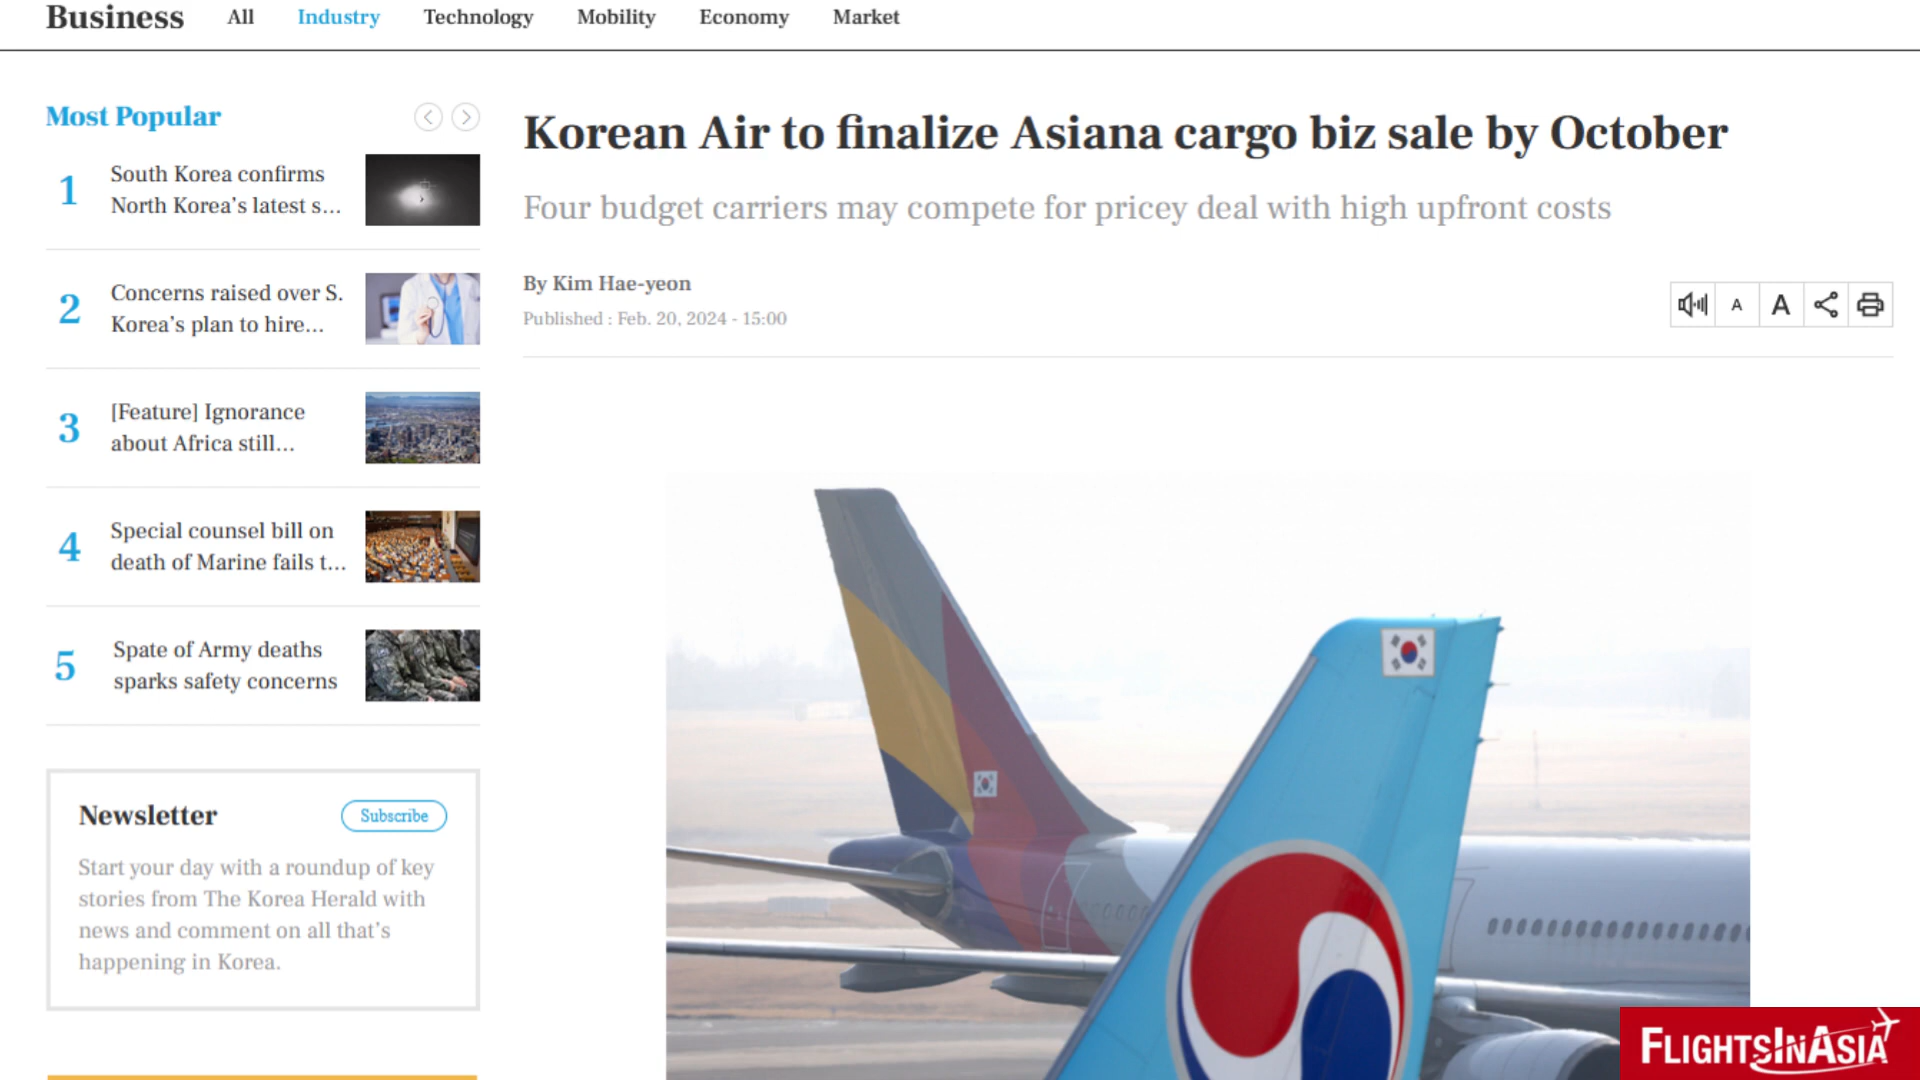 Business All Industry Technology Mobility Economy Market
Most Popular
1
South Korea confirms
North Korea's latest s...
2
Concerns raised over S.
Korea's plan to hire...
3
[Feature] Ignorance
about Africa still...
4
Special counsel bill on
death of Marine fails t...
5
Spate of Army deaths
sparks safety concerns
Newsletter
Subscribe
Start your day with a roundup of key
stories from The Korea Herald with
news and comment on all that's
happening in Korea.
Korean Air to finalize Asiana cargo biz sale by October
Four budget carriers may compete for pricey deal with high upfront costs
By Kim Hae-yeon
Published : Feb. 20, 2024 - 15:00
A A
FLIGHTSINASIA